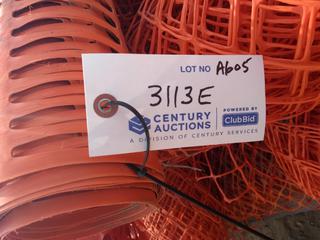 LOT NO A605
3113E
CENTURY AUCTIONS
POWERED BY
ClubBid
A DIVISION OF CENTURY SERVICES